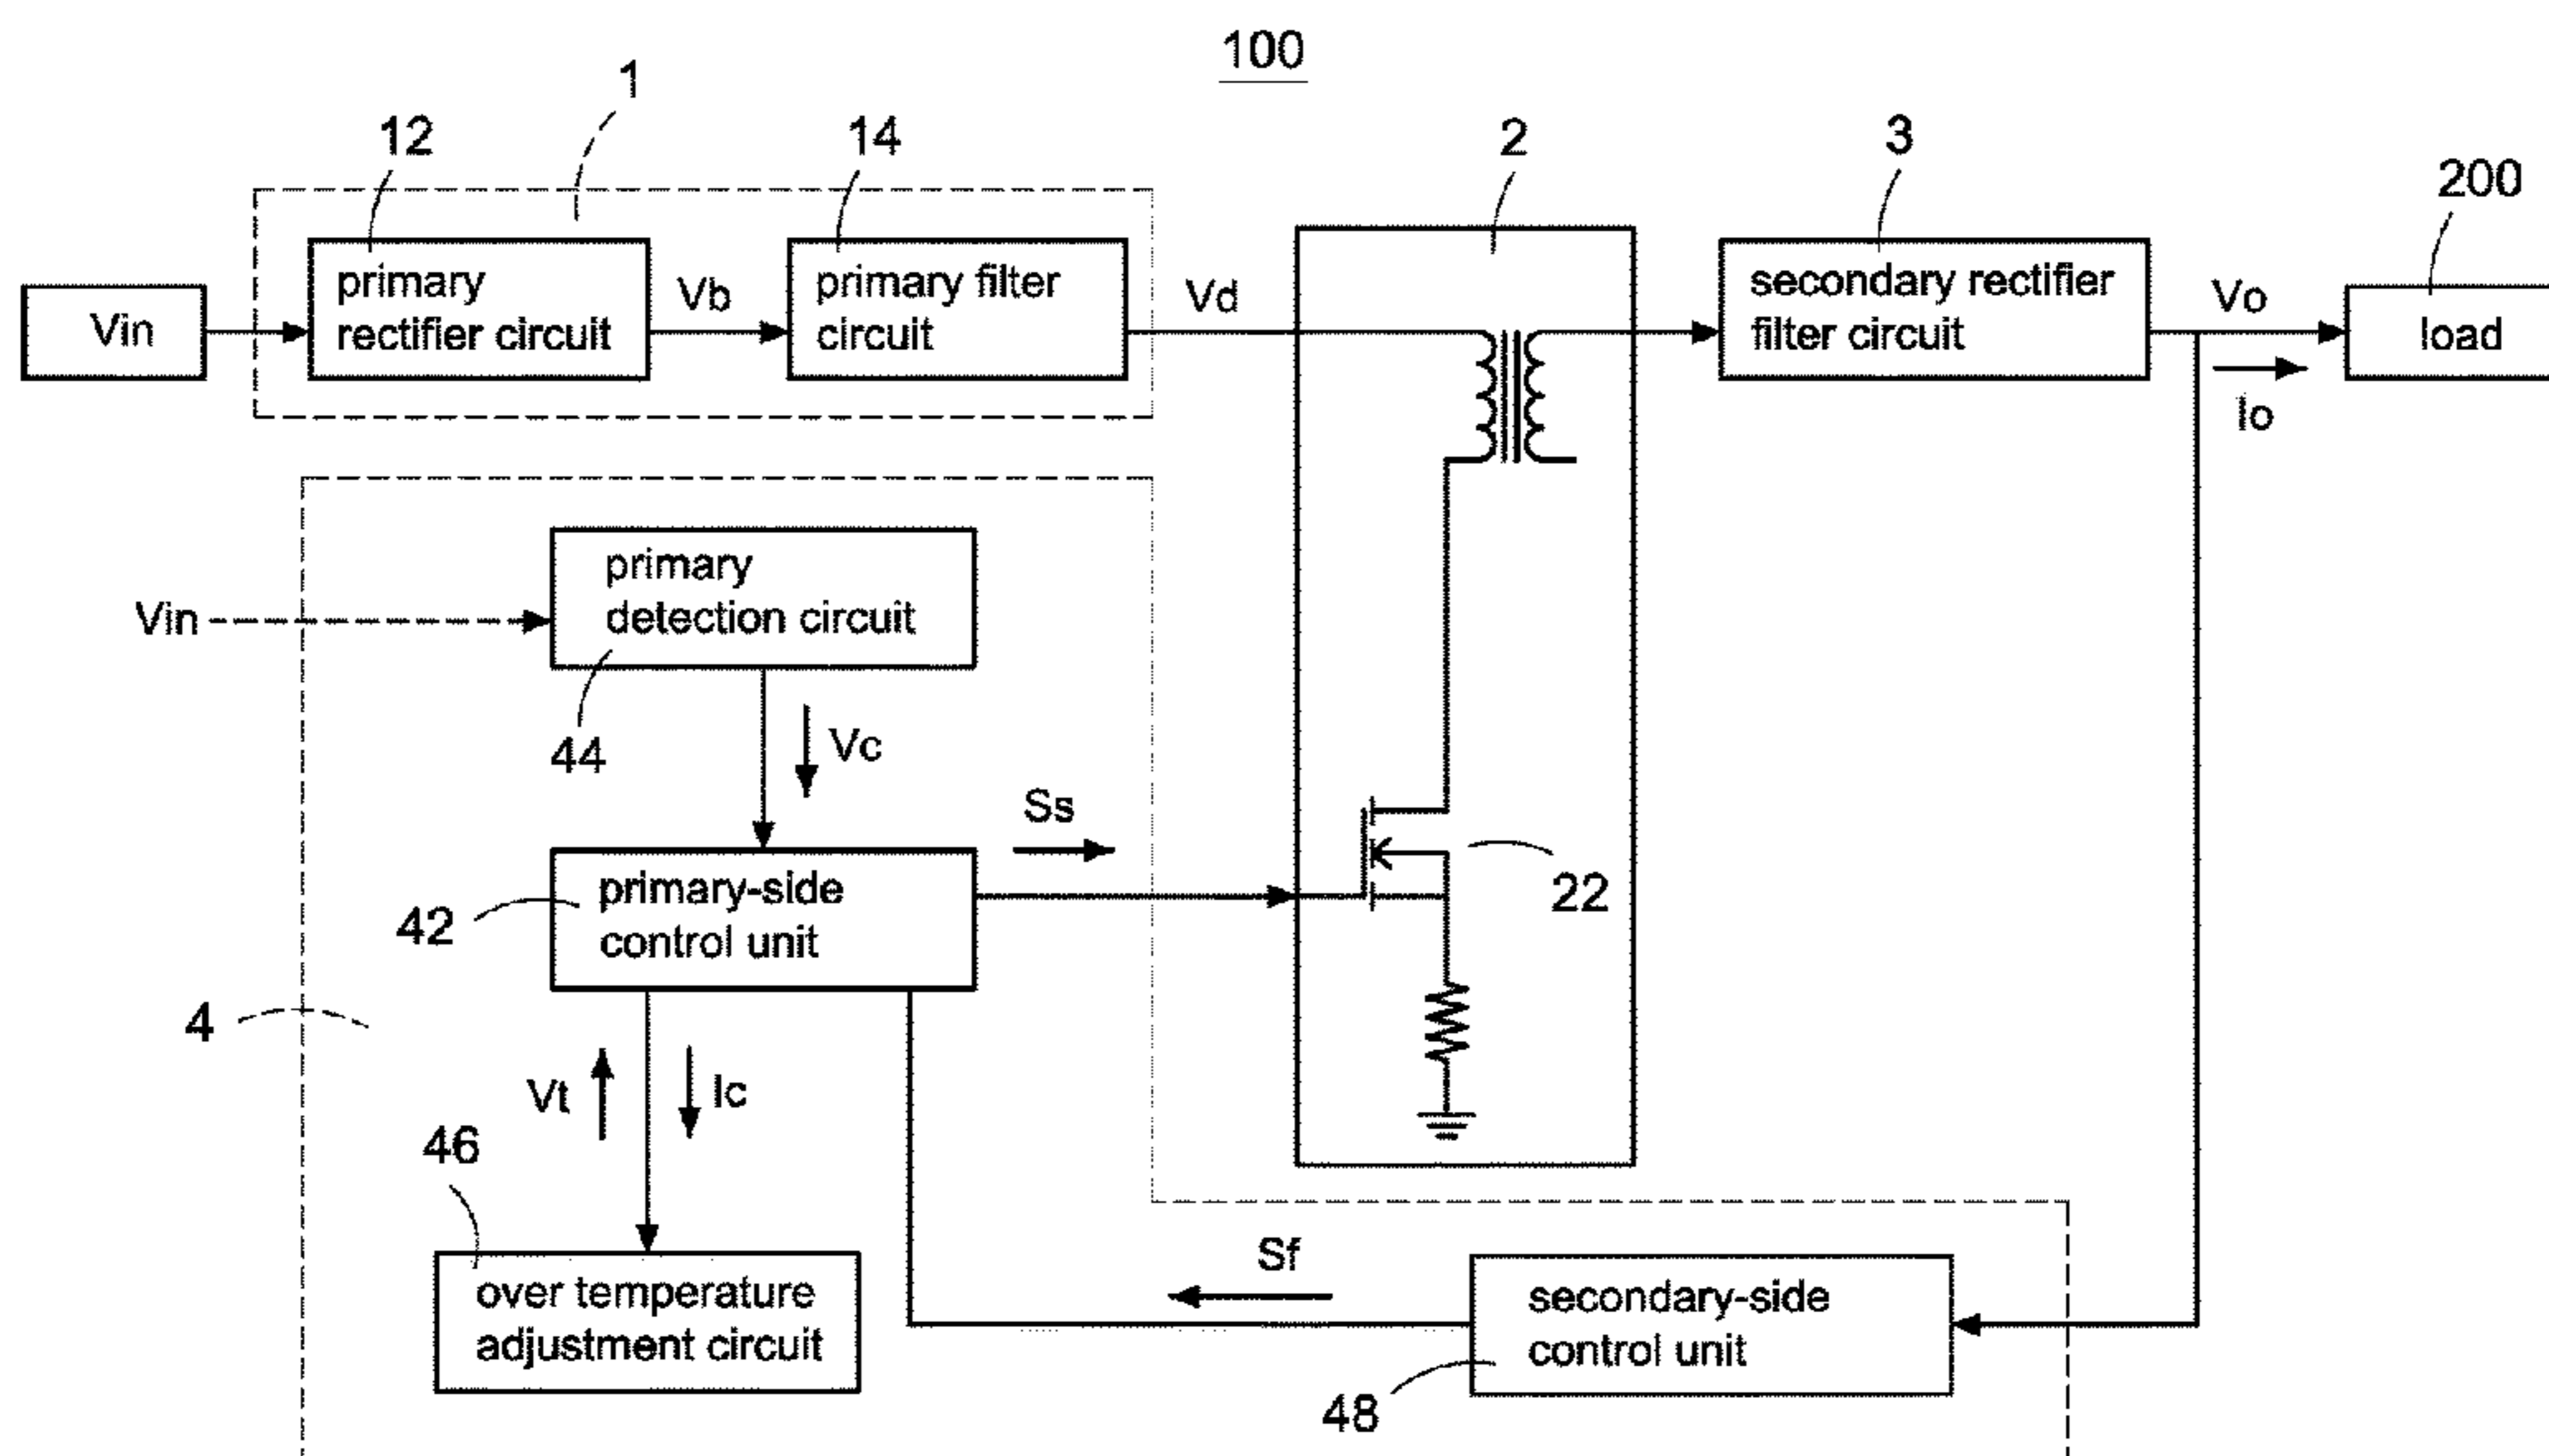 100
1
12
14
2
3
200
Vin
primary
rectifier circuit
Vb
primary filter
circuit
Vd
secondary rectifier
filter circuit
Vo
load
Io
primary
detection circuit
Vin
44
Vc
Ss
primary-side
control unit
42
22
4
Vt
Ic
46
over temperature
adjustment circuit
Sf
secondary-side
control unit
48